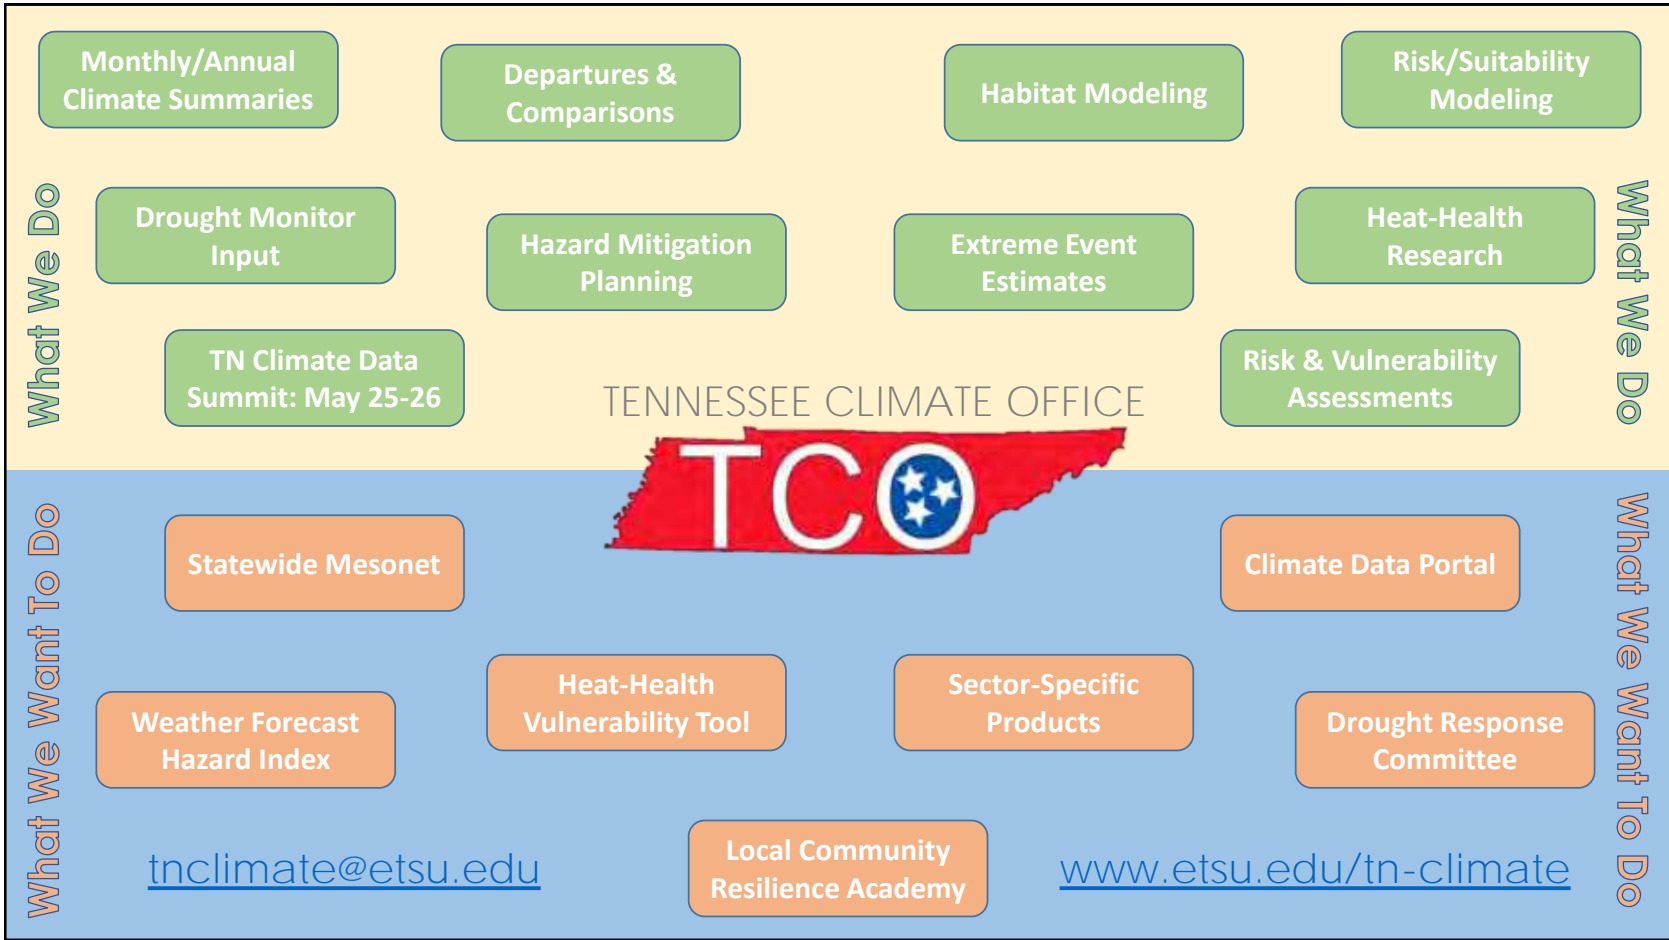 Monthly/Annual
Climate Summaries
Departures &
Comparisons
Habitat Modeling
Risk/Suitability
Modeling
What We Do
Drought Monitor
Input
Hazard Mitigation
Planning
Extreme Event
Estimates
Heat-Health
Research
What We Do
TN Climate Data
Summit: May 25-26
TENNESSEE CLIMATE OFFICE
Risk & Vulnerability
Assessments
TCO
What We Want To Do
Statewide Mesonet
Climate Data Portal
What We Want To Do
Weather Forecast
Hazard Index
Heat-Health
Vulnerability Tool
Sector-Specific
Products
Drought Response
Committee
tnclimate@etsu.edu
Local Community
Resilience Academy
www.etsu.edu/tn-climate